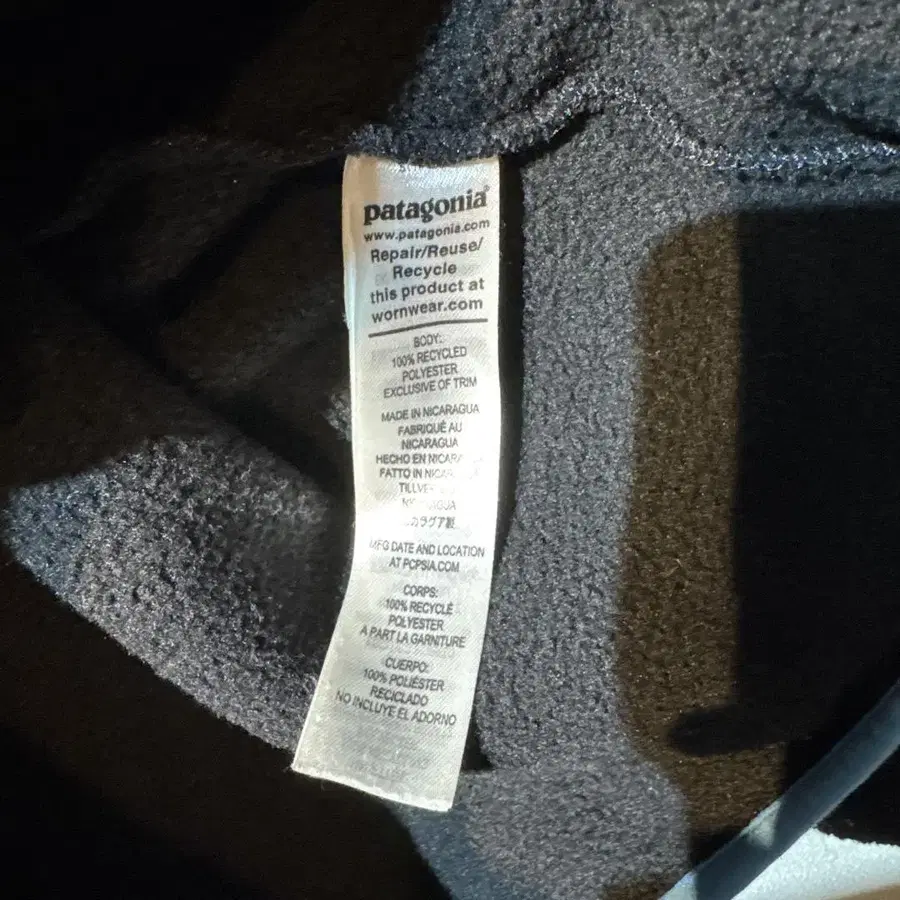 patagonia®
www.patagonia.com
Repair/Reuse/
Recycle
this product at
wornwear.com
BODY:
100% RECYCLED
POLYESTER
EXCLUSIVE OF TRIM
MADE IN NICARAGUA
FABRIQUÉ AU
NICARAGUA
HECHO EN
FATTO IN
MFG DATE AND LOCATION
AT PCPSIA.COM
CORPS:
100% RECYCLÉ
POLYESTER
A PART LA GARNITURE
CUERPO:
100% POLIÉSTER
RECICLADO
NO INCLUYE EL ADORNO